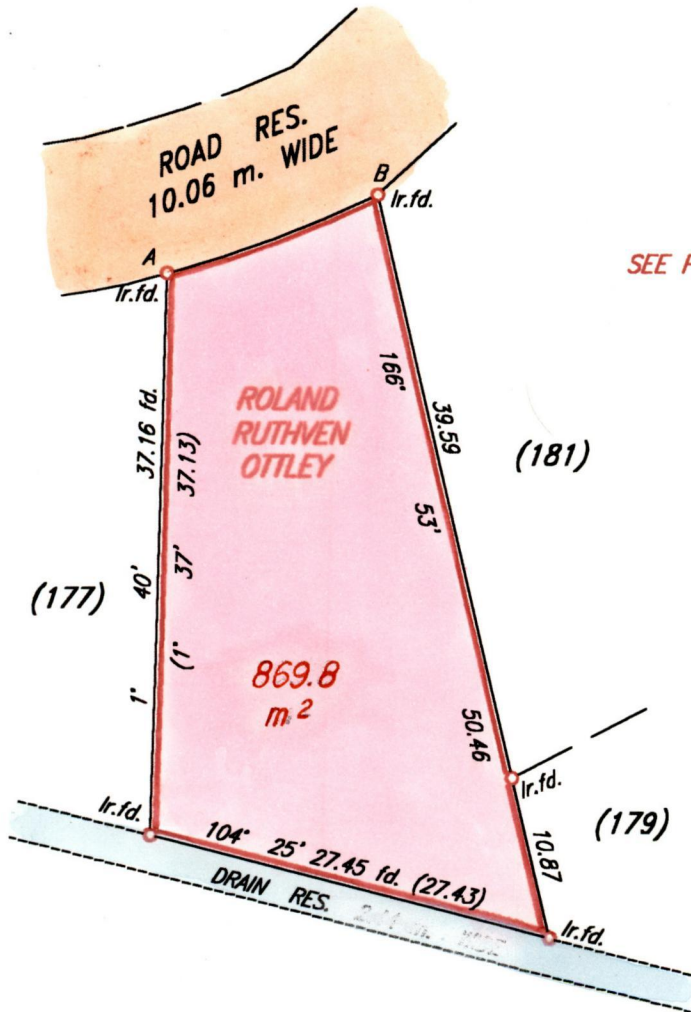 ROAD RES.
10.06 m. WIDE
B
Ir.fd.
A
Ir.fd.
SEE
ROLAND
RUTHVEN
OTTLEY
166°
53'
39.59
50.46
(181)
1° 40' 37.16 fd.
(1° 37' 37.13)
(177)
869.8
m.²
Ir.fd.
10.87
(179)
Ir.fd.
104° 25' 27.45 fd. (27.43)
DRAIN RES. WIDE
Ir.fd.